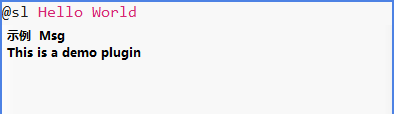 @sl Hello World
示例 Msg
This is a demo plugin